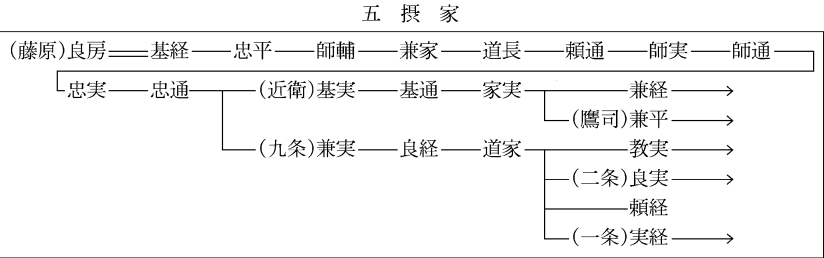 五摂家
(藤原)良房 基経 忠平 師輔 兼家 道長 頼通 師実 師通
忠実 忠通 (近衛)基実 基通 家実 兼経
(鷹司)兼平
(九条)兼実 良経 道家 教実
(二条)良実
頼経
(一条)実経